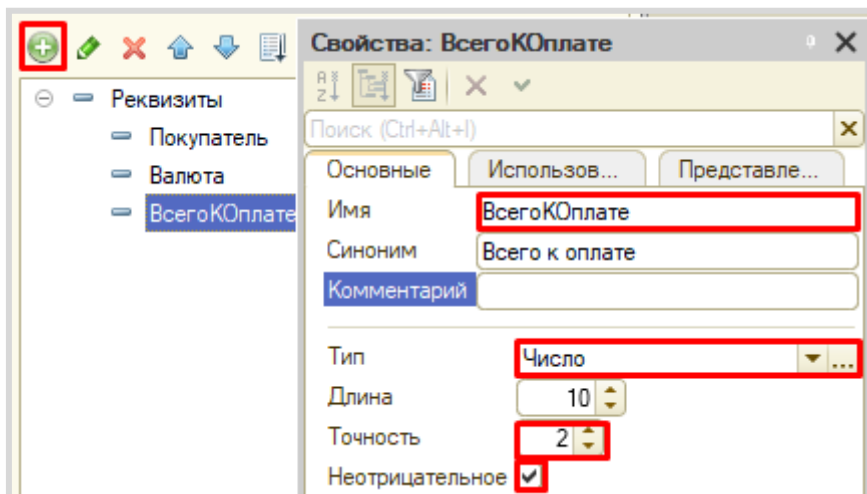 Свойства: ВсегоКОплате
Реквизиты
Покупатель
Валюта
ВсегоКОплате
Поиск (Ctrl+Alt+I)
Основные
Использов...
Представле...
Имя
ВсегоКОплате
Синоним
Всего к оплате
Комментарий
Тип
Число
Длина
10
Точность
2
Неотрицательное